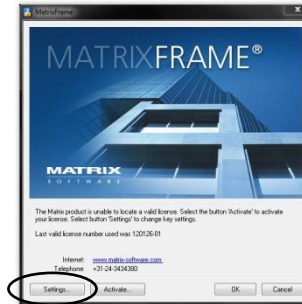 MatrixFrame
MATRIXFRAME®
MATRIX
SOFTWARE
The Matrix product is unable to locate a valid license. Select the button 'Activate' to activate
your license. Select button 'Settings' to change key settings.
Last valid license number used was 120126-01
Internet: www.matrix-software.com
Telephone: +31-24-3434380
Settings...
Activate...
OK
Cancel